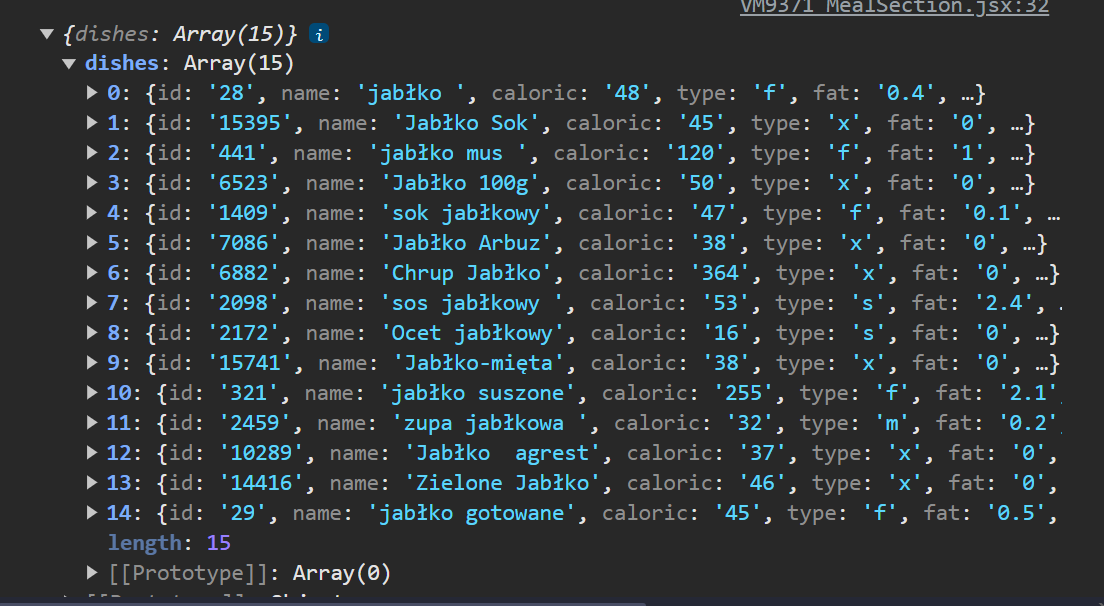 VM9371 MealSection.jsx:32
▼ {dishes: Array(15)} i
▼ dishes: Array(15)
▶ 0: {id: '28', name: 'jabłko ', caloric: '48', type: 'f', fat: '0.4', …}
▶ 1: {id: '15395', name: 'Jabłko Sok', caloric: '45', type: 'x', fat: '0', …}
▶ 2: {id: '441', name: 'jabłko mus ', caloric: '120', type: 'f', fat: '1', …}
▶ 3: {id: '6523', name: 'Jabłko 100g', caloric: '50', type: 'x', fat: '0', …}
▶ 4: {id: '1409', name: 'sok jabłkowy', caloric: '47', type: 'f', fat: '0.1', …
▶ 5: {id: '7086', name: 'Jabłko Arbuz', caloric: '38', type: 'x', fat: '0', …}
▶ 6: {id: '6882', name: 'Chrup Jabłko', caloric: '364', type: 'x', fat: '0', …}
▶ 7: {id: '2098', name: 'sos jabłkowy ', caloric: '53', type: 's', fat: '2.4',
▶ 8: {id: '2172', name: 'Ocet jabłkowy', caloric: '16', type: 's', fat: '0', …}
▶ 9: {id: '15741', name: 'Jabłko-mięta', caloric: '38', type: 'x', fat: '0', …}
▶ 10: {id: '321', name: 'jabłko suszone', caloric: '255', type: 'f', fat: '2.1'
▶ 11: {id: '2459', name: 'zupa jabłkowa ', caloric: '32', type: 'm', fat: '0.2'
▶ 12: {id: '10289', name: 'Jabłko  agrest', caloric: '37', type: 'x', fat: '0',
▶ 13: {id: '14416', name: 'Zielone Jabłko', caloric: '46', type: 'x', fat: '0',
▶ 14: {id: '29', name: 'jabłko gotowane', caloric: '45', type: 'f', fat: '0.5',
length: 15
▶ [[Prototype]]: Array(0)